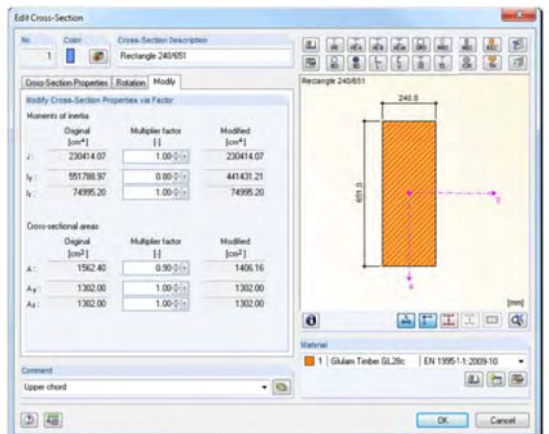 Edit Cross-Section
No. Color Cross-Section Description
1 Rectangle 240/651
Cross-Section Properties Rotation Modify
Modify Cross-Section Properties via Factor
Moments of inertia
Original Multiplier factor Modified
[cm4] [-] [cm4]
J : 230414.07 1.00 230414.07
Iy : 551788.97 0.80 441431.21
Iz : 74995.20 1.00 74995.20
Cross-sectional areas
Original Multiplier factor Modified
[cm2] [-] [cm2]
A : 1562.40 0.90 1406.16
Ay : 1302.00 1.00 1302.00
Az : 1302.00 1.00 1302.00
Comment
Upper chord
Rectangle 240/651
240.0
651.0
y
z
[mm]
Material
1 Glulam Timber GL28c EN 1995-1-1:2009-10
OK Cancel